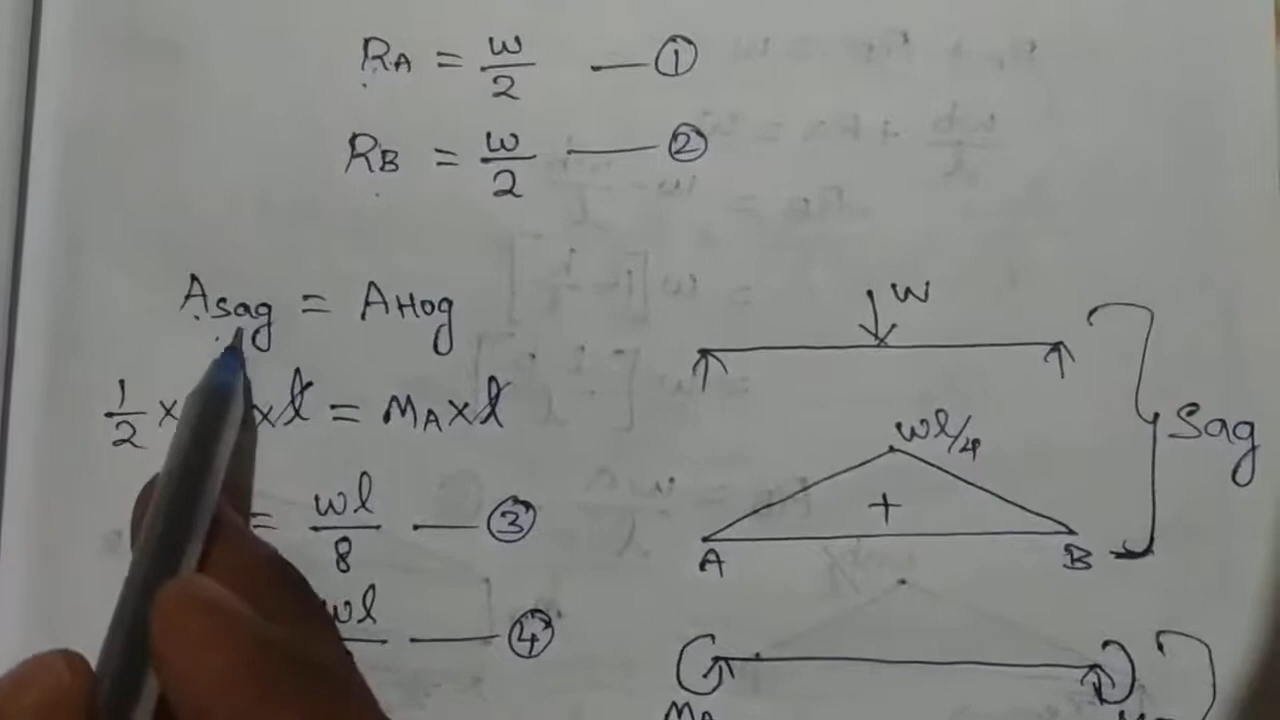 RA = w/2 — ①
RB = w/2 — ②
Asag = AHog
1/2 × × l = MA × l
= wl/8 — ③
wl — ④
w
wl/4
+
A B
Sag
MA